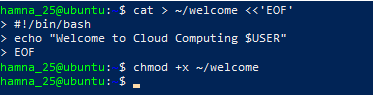 hamna_25@ubuntu: $ cat > ~/welcome <<'EOF'
> #!/bin/bash
> echo "Welcome to Cloud Computing $USER"
> EOF
hamna_25@ubuntu: $ chmod +x ~/welcome
hamna_25@ubuntu: $